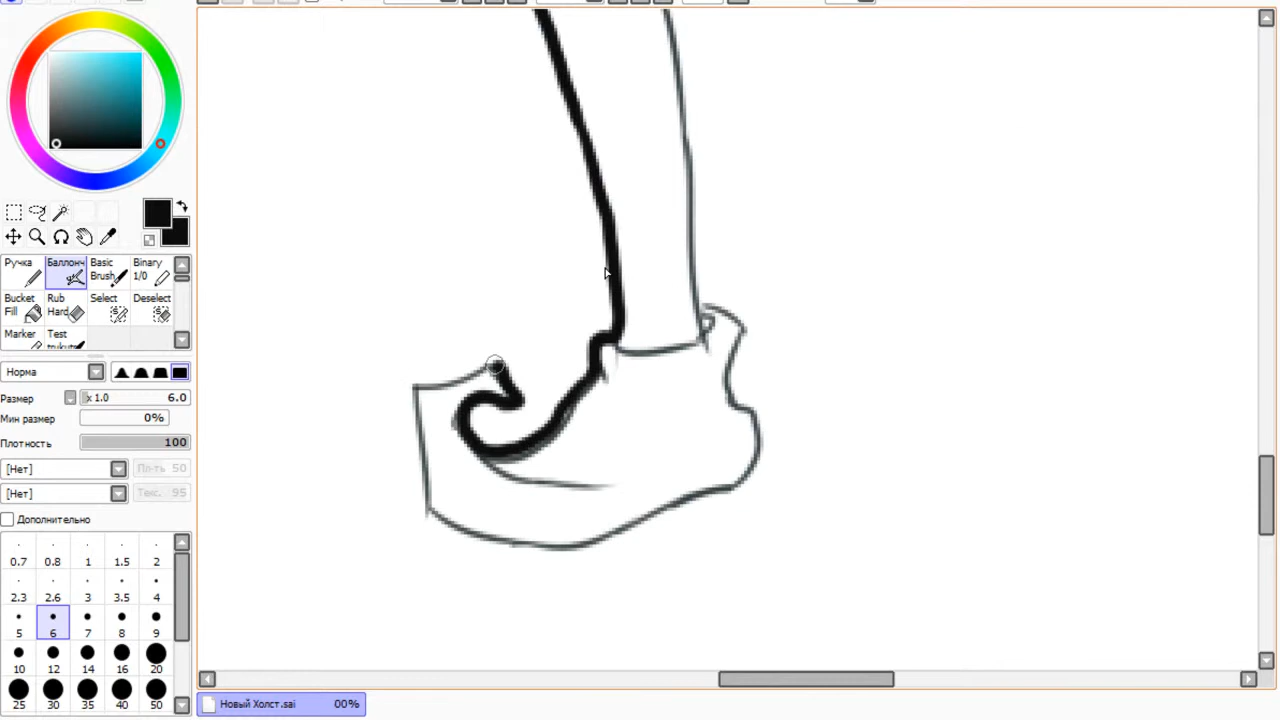 Ручка Баллонч Basic Brush Binary 1/0
Bucket Fill Rub Hard Select Deselect
Marker Test
Норма
Размер x 1.0 6.0
Мин размер 0%
Плотность 100
[Нет] Пл-ть 50
[Нет] Текс. 95
Дополнительно
0.7 0.8 1 1.5 2
2.3 2.6 3 3.5 4
5 6 7 8 9
10 12 14 16 20
25 30 35 40 50
Новый Холст.sai 00%